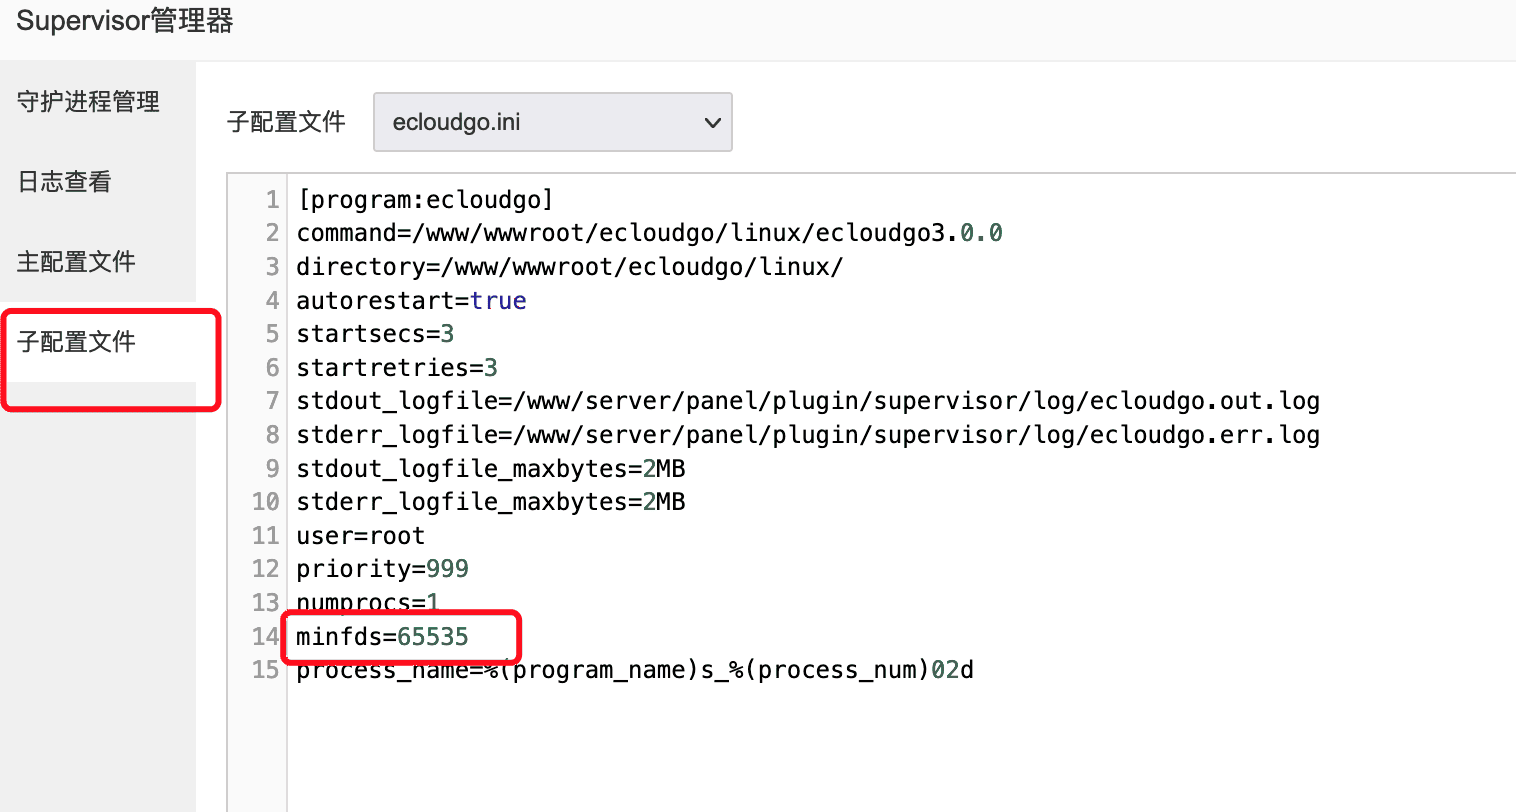 Supervisor管理器
守护进程管理
日志查看
主配置文件
子配置文件
子配置文件 ecloudgo.ini
1 [program:ecloudgo]
2 command=/www/wwwroot/ecloudgo/linux/ecloudgo3.0.0
3 directory=/www/wwwroot/ecloudgo/linux/
4 autorestart=true
5 startsecs=3
6 startretries=3
7 stdout_logfile=/www/server/panel/plugin/supervisor/log/ecloudgo.out.log
8 stderr_logfile=/www/server/panel/plugin/supervisor/log/ecloudgo.err.log
9 stdout_logfile_maxbytes=2MB
10 stderr_logfile_maxbytes=2MB
11 user=root
12 priority=999
13 numprocs=1
14 minfds=65535
15 process_name=%(program_name)s_%(process_num)02d